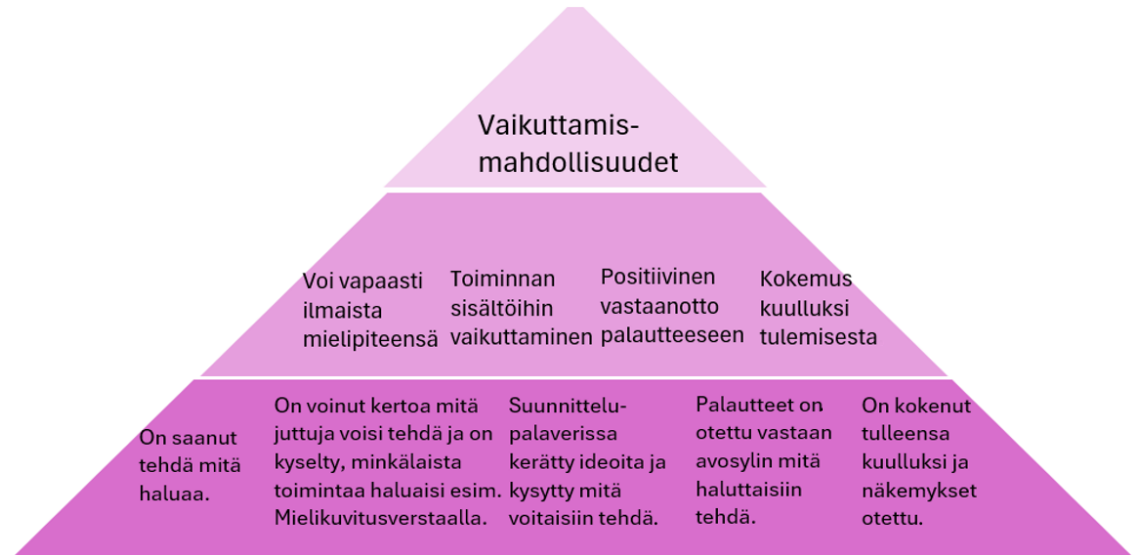 Vaikuttamis-
mahdollisuudet
Voi vapaasti
ilmaista
mielipiteensä
Toiminnan
sisältöihin
vaikuttaminen
Positiivinen
vastaanotto
palautteeseen
Kokemus
kuulluksi
tulemisesta
On saanut
tehdä mitä
haluaa.
On voinut kertoa mitä
juttuja voisi tehdä ja on
kyselty, minkälaista
toimintaa haluaisi esim.
Mielikuvitusverstaalla.
Suunnittelu-
palaverissa
kerätty ideoita ja
kysytty mitä
voitaisiin tehdä.
Palautteet on
otettu vastaan
avosylin mitä
haluttaisiin
tehdä.
On kokenut
tulleensa
kuulluksi ja
näkemykset
otettu.